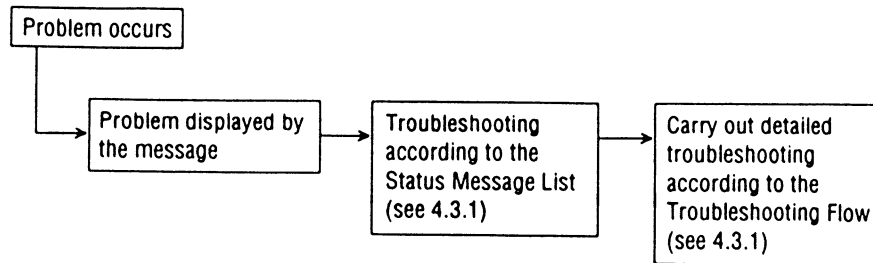 Problem occurs
Problem displayed by
the message
Troubleshooting
according to the
Status Message List
(see 4.3.1)
Carry out detailed
troubleshooting
according to the
Troubleshooting Flow
(see 4.3.1)